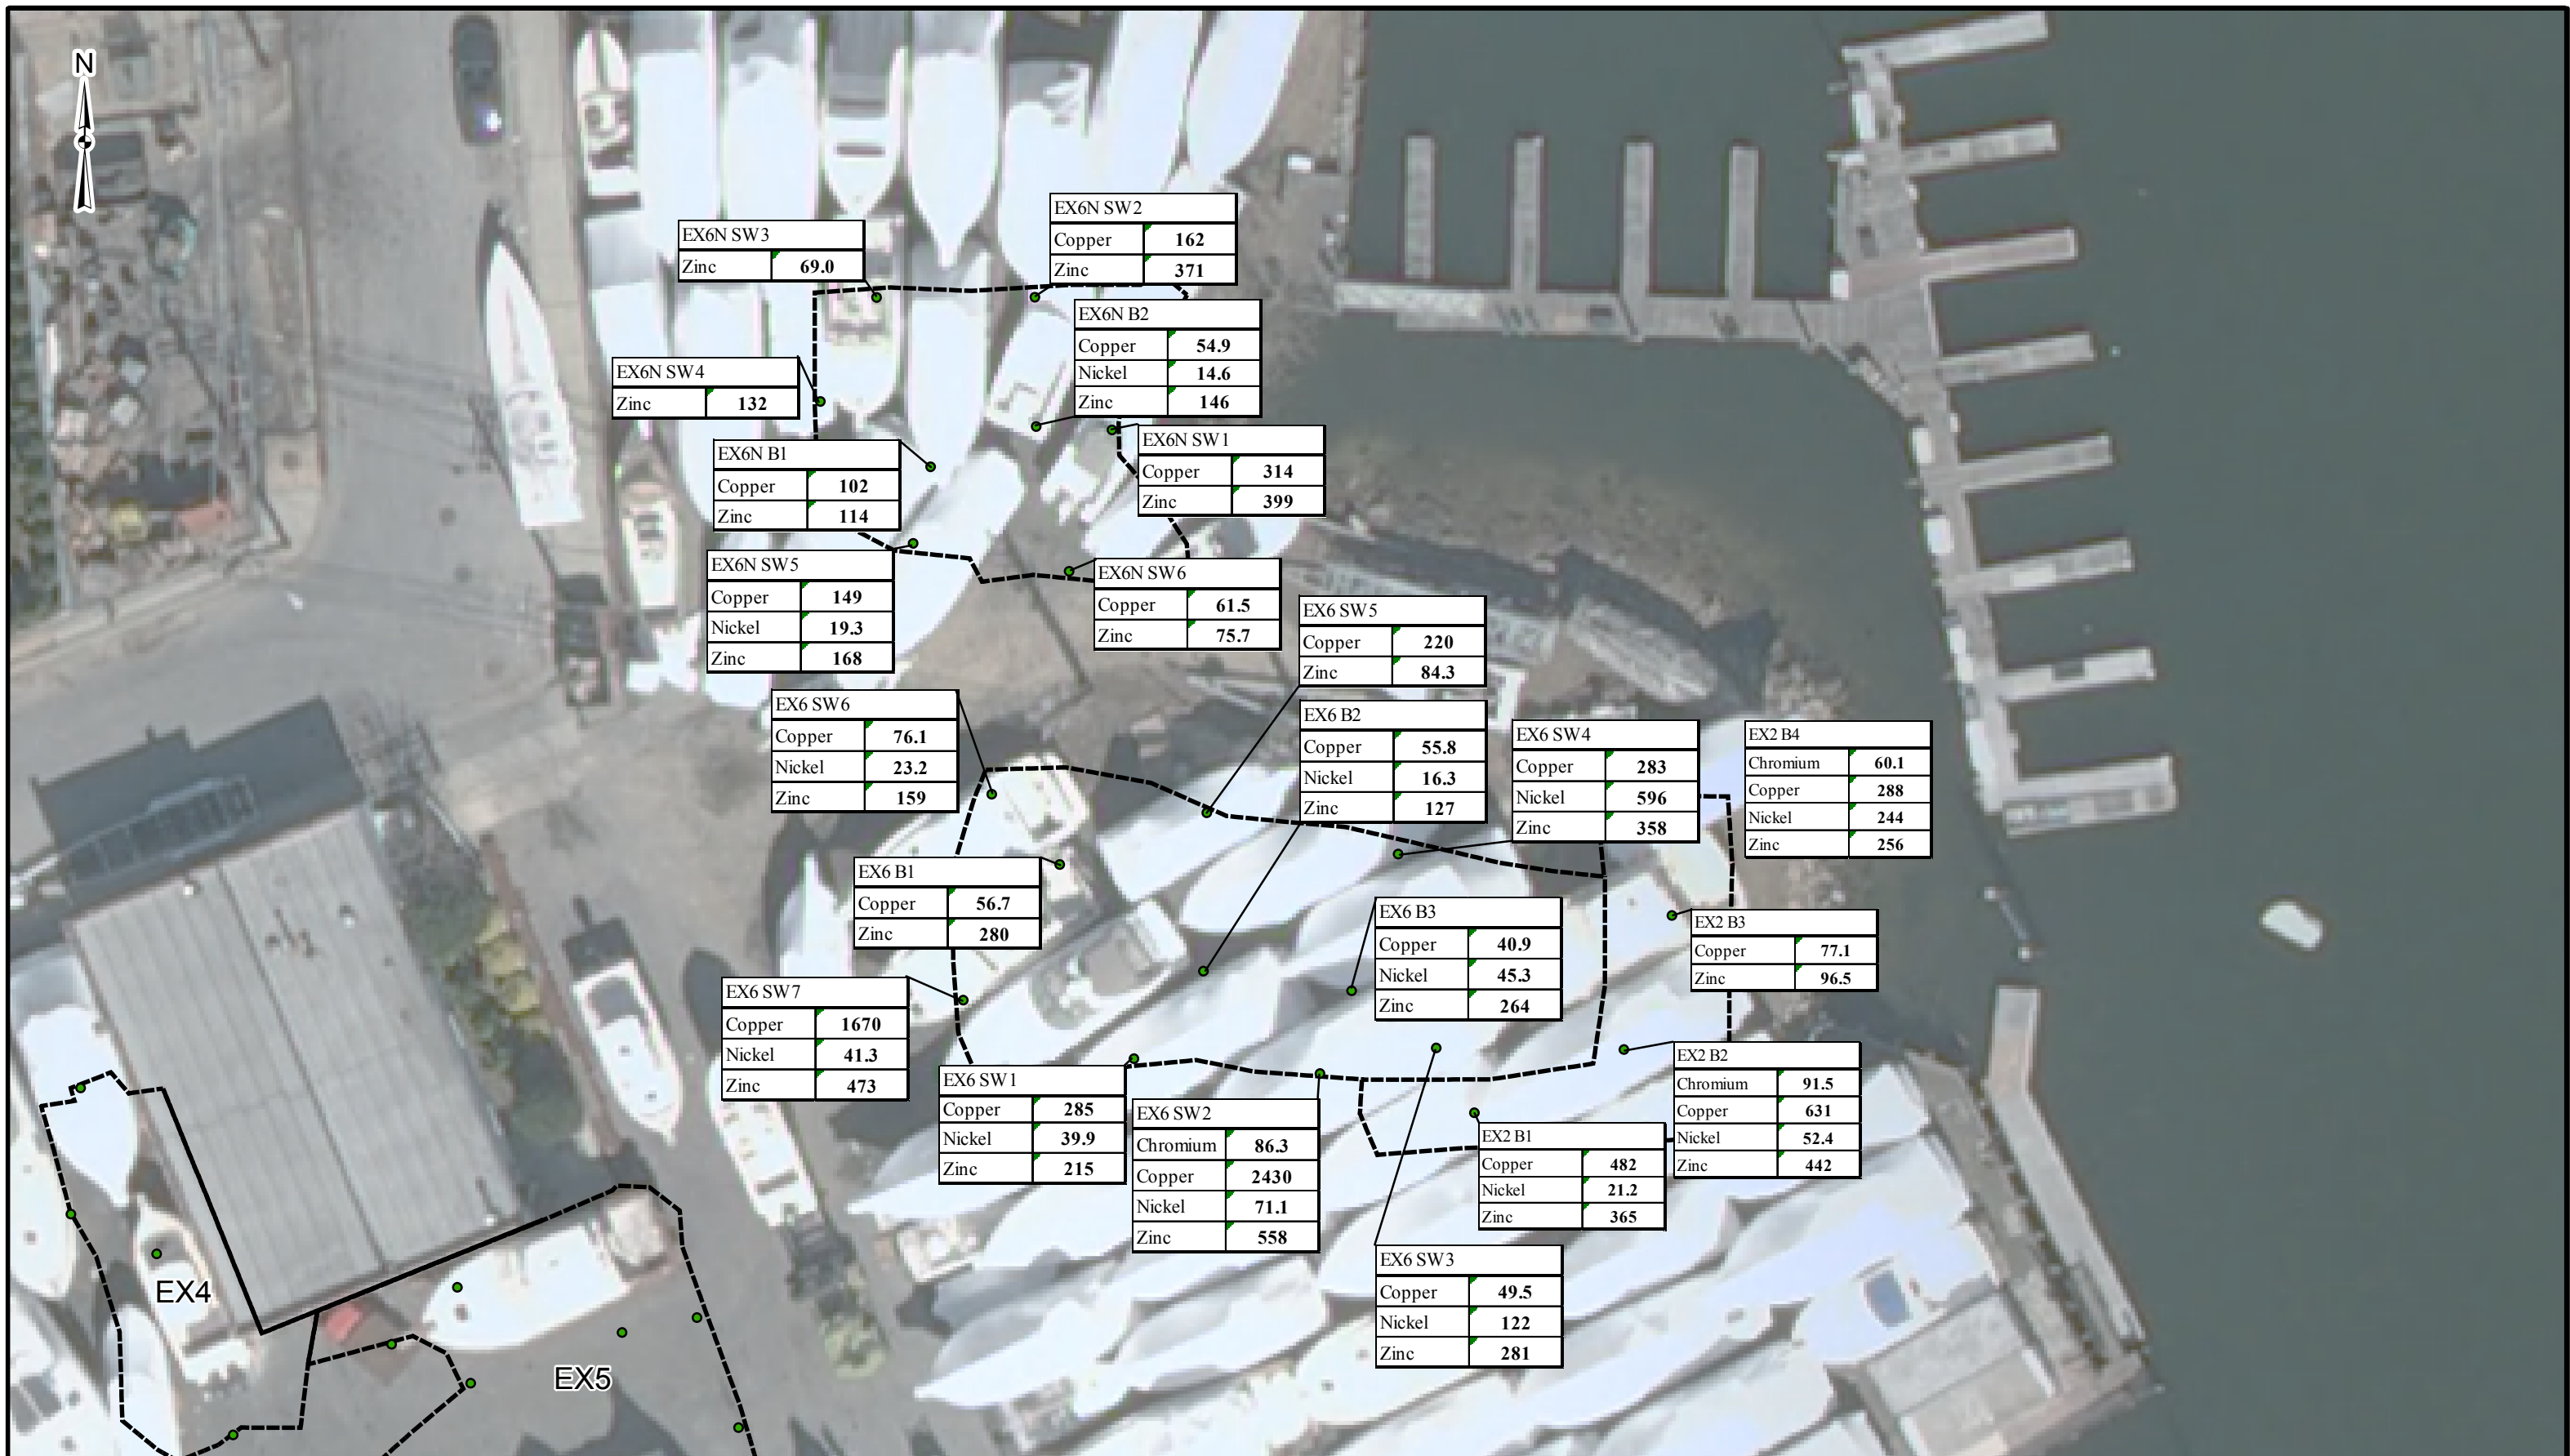 N
EX6N SW2
Copper 162
Zinc 371
EX6N SW3
Zinc 69.0
EX6N B2
Copper 54.9
Nickel 14.6
Zinc 146
EX6N SW4
Zinc 132
EX6N SW1
Copper 314
Zinc 399
EX6N B1
Copper 102
Zinc 114
EX6N SW5
Copper 149
Nickel 19.3
Zinc 168
EX6N SW6
Copper 61.5
Zinc 75.7
EX6 SW5
Copper 220
Zinc 84.3
EX6 SW6
Copper 76.1
Nickel 23.2
Zinc 159
EX6 B2
Copper 55.8
Nickel 16.3
Zinc 127
EX6 SW4
Copper 283
Nickel 596
Zinc 358
EX2 B4
Chromium 60.1
Copper 288
Nickel 244
Zinc 256
EX6 B1
Copper 56.7
Zinc 280
EX6 B3
Copper 40.9
Nickel 45.3
Zinc 264
EX2 B3
Copper 77.1
Zinc 96.5
EX6 SW7
Copper 1670
Nickel 41.3
Zinc 473
EX2 B2
Chromium 91.5
Copper 631
Nickel 52.4
Zinc 442
EX6 SW1
Copper 285
Nickel 39.9
Zinc 215
EX6 SW2
Chromium 86.3
Copper 2430
Nickel 71.1
Zinc 558
EX2 B1
Copper 482
Nickel 21.2
Zinc 365
EX6 SW3
Copper 49.5
Nickel 122
Zinc 281
EX4
EX5